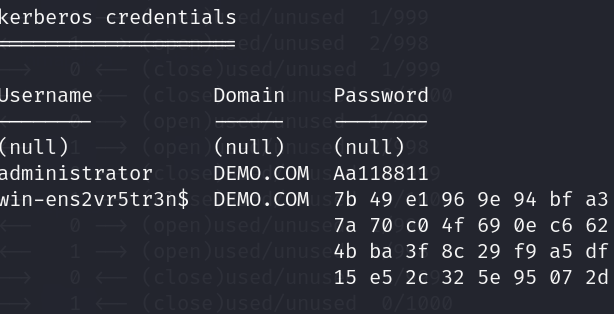 kerberos credentials
Username Domain Password
(null) (null) (null)
administrator DEMO.COM Aa118811
win-ens2vr5tr3n$ DEMO.COM 7b 49 e1 96 9e 94 bf a3
7a 70 c0 4f 69 0e c6 62
4b ba 3f 8c 29 f9 a5 df
15 e5 2c 32 5e 95 07 2d